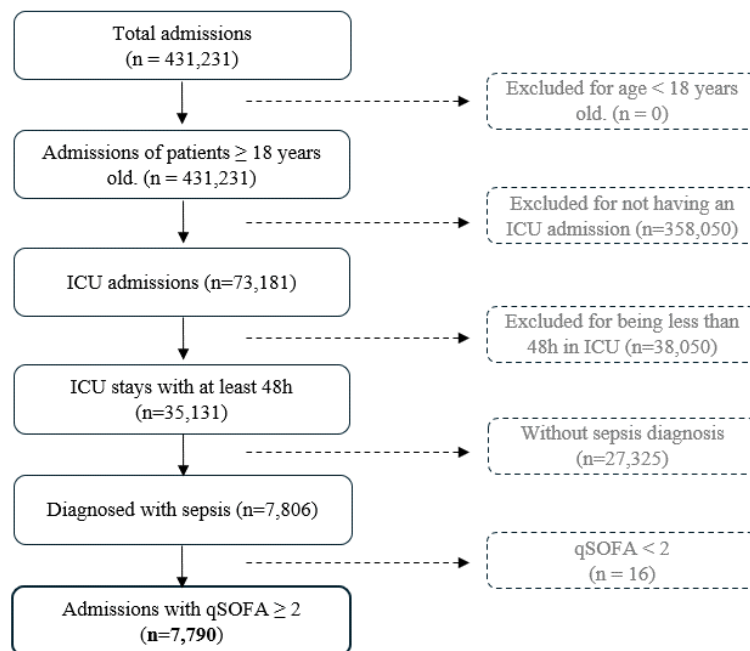 Total admissions
(n = 431,231)
Excluded for age < 18 years
old. (n = 0)
Admissions of patients ≥ 18 years
old. (n = 431,231)
Excluded for not having an
ICU admission (n=358,050)
ICU admissions (n=73,181)
Excluded for being less than
48h in ICU (n=38,050)
ICU stays with at least 48h
(n=35,131)
Without sepsis diagnosis
(n=27,325)
Diagnosed with sepsis (n=7,806)
qSOFA < 2
(n = 16)
Admissions with qSOFA ≥ 2
(n=7,790)